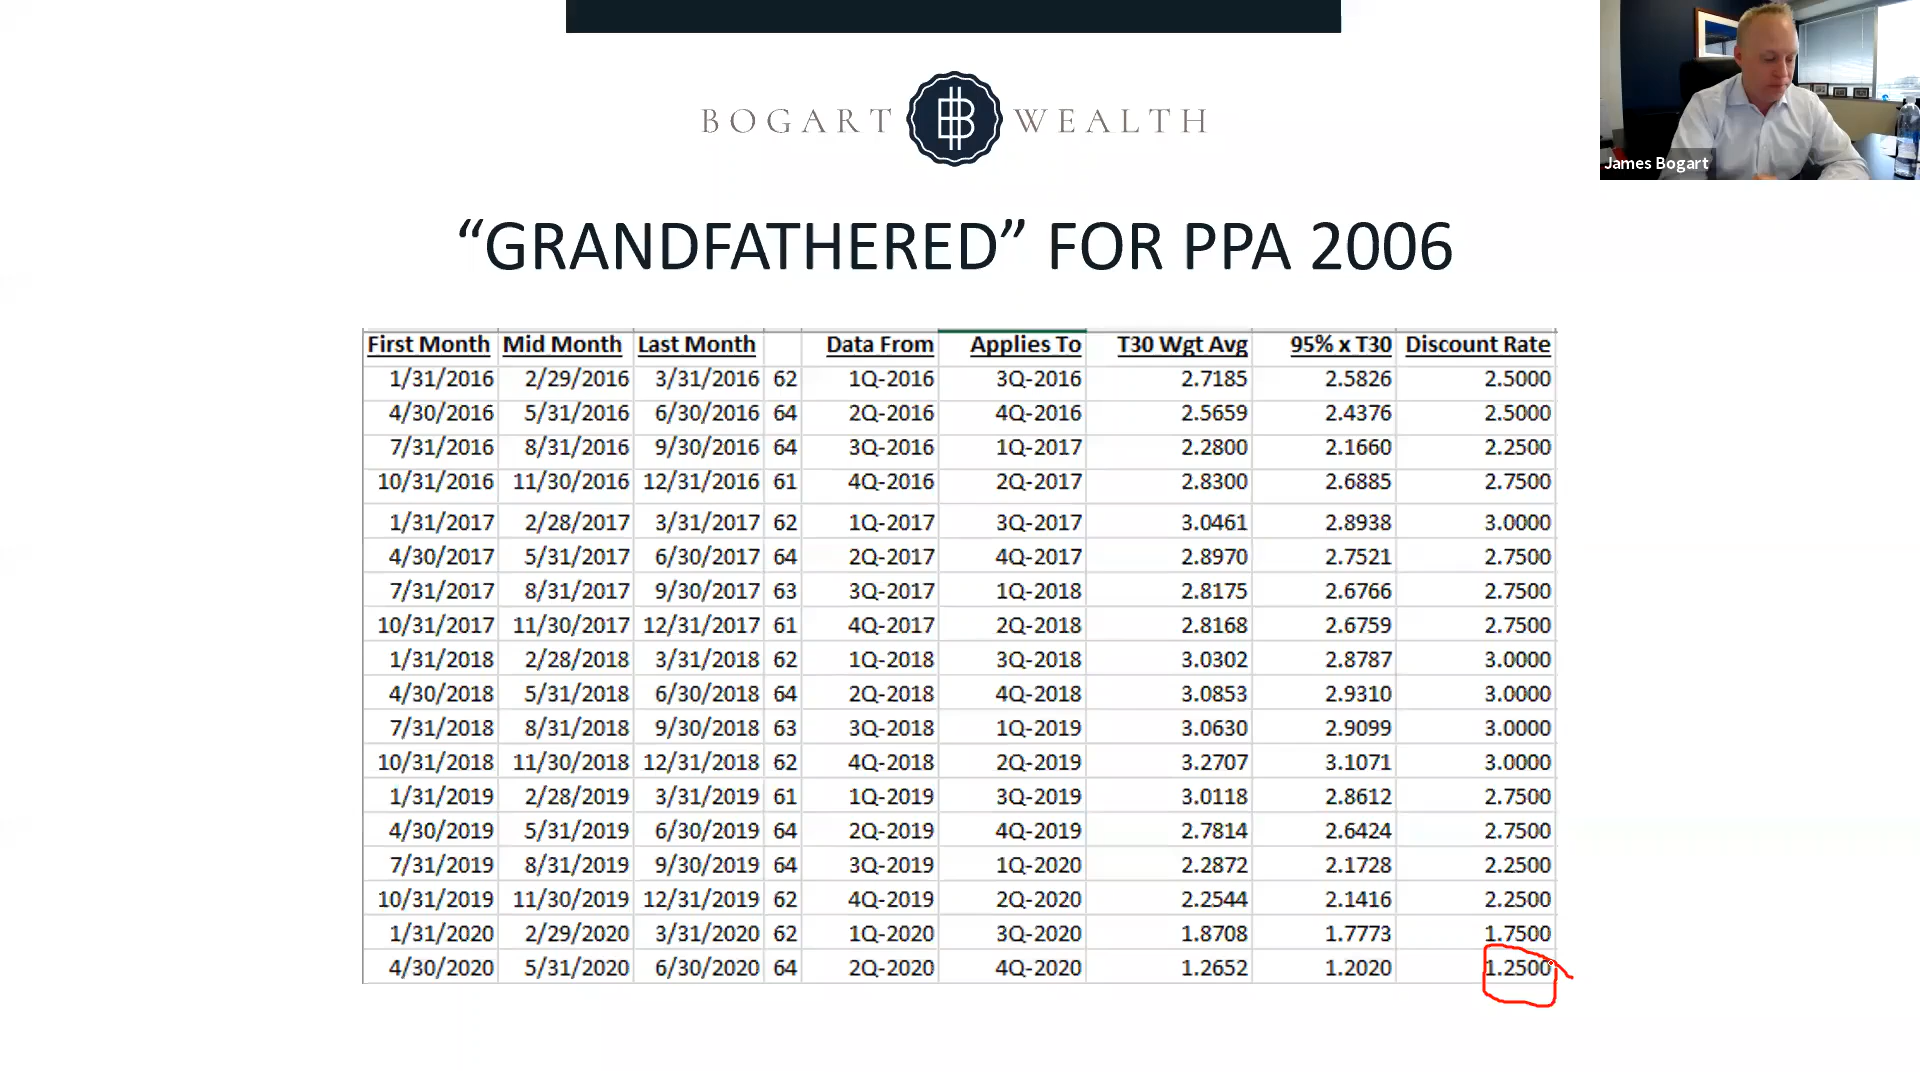 BOGART B WEALTH
James Bogart
“GRANDFATHERED” FOR PPA 2006
First Month Mid Month Last Month Data From Applies To T30 Wgt Avg 95% x T30 Discount Rate
1/31/2016 2/29/2016 3/31/2016 62 1Q-2016 3Q-2016 2.7185 2.5826 2.5000
4/30/2016 5/31/2016 6/30/2016 64 2Q-2016 4Q-2016 2.5659 2.4376 2.5000
7/31/2016 8/31/2016 9/30/2016 64 3Q-2016 1Q-2017 2.2800 2.1660 2.2500
10/31/2016 11/30/2016 12/31/2016 61 4Q-2016 2Q-2017 2.8300 2.6885 2.7500
1/31/2017 2/28/2017 3/31/2017 62 1Q-2017 3Q-2017 3.0461 2.8938 3.0000
4/30/2017 5/31/2017 6/30/2017 64 2Q-2017 4Q-2017 2.8970 2.7521 2.7500
7/31/2017 8/31/2017 9/30/2017 63 3Q-2017 1Q-2018 2.8175 2.6766 2.7500
10/31/2017 11/30/2017 12/31/2017 61 4Q-2017 2Q-2018 2.8168 2.6759 2.7500
1/31/2018 2/28/2018 3/31/2018 62 1Q-2018 3Q-2018 3.0302 2.8787 3.0000
4/30/2018 5/31/2018 6/30/2018 64 2Q-2018 4Q-2018 3.0853 2.9310 3.0000
7/31/2018 8/31/2018 9/30/2018 63 3Q-2018 1Q-2019 3.0630 2.9099 3.0000
10/31/2018 11/30/2018 12/31/2018 62 4Q-2018 2Q-2019 3.2707 3.1071 3.0000
1/31/2019 2/28/2019 3/31/2019 61 1Q-2019 3Q-2019 3.0118 2.8612 2.7500
4/30/2019 5/31/2019 6/30/2019 64 2Q-2019 4Q-2019 2.7814 2.6424 2.7500
7/31/2019 8/31/2019 9/30/2019 64 3Q-2019 1Q-2020 2.2872 2.1728 2.2500
10/31/2019 11/30/2019 12/31/2019 62 4Q-2019 2Q-2020 2.2544 2.1416 2.2500
1/31/2020 2/29/2020 3/31/2020 62 1Q-2020 3Q-2020 1.8708 1.7773 1.7500
4/30/2020 5/31/2020 6/30/2020 64 2Q-2020 4Q-2020 1.2652 1.2020 1.2500